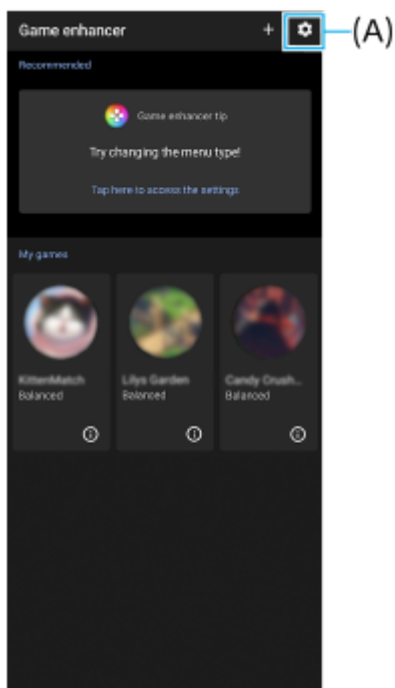 Game enhancer
+
(A)
Recommended
Game enhancer tip
Try changing the menu type!
Tap here to access the settings
My games
KittenMatch
Lilys Garden
Candy Crush...
Balanced
Balanced
Balanced